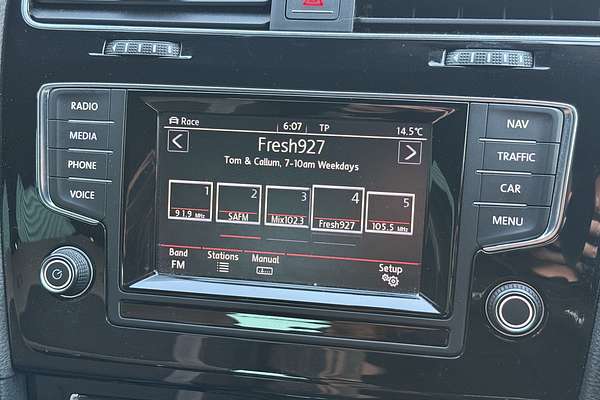 RADIO
MEDIA
PHONE
VOICE
Race 6:07 TP 14.5°C
Fresh927
Tom & Callum, 7-10am Weekdays
1 2 3 4 5
91.9 MHz SAFM Mix102.3 Fresh927 105.5 MHz
Band Stations Manual Setup
FM
NAV
TRAFFIC
CAR
MENU